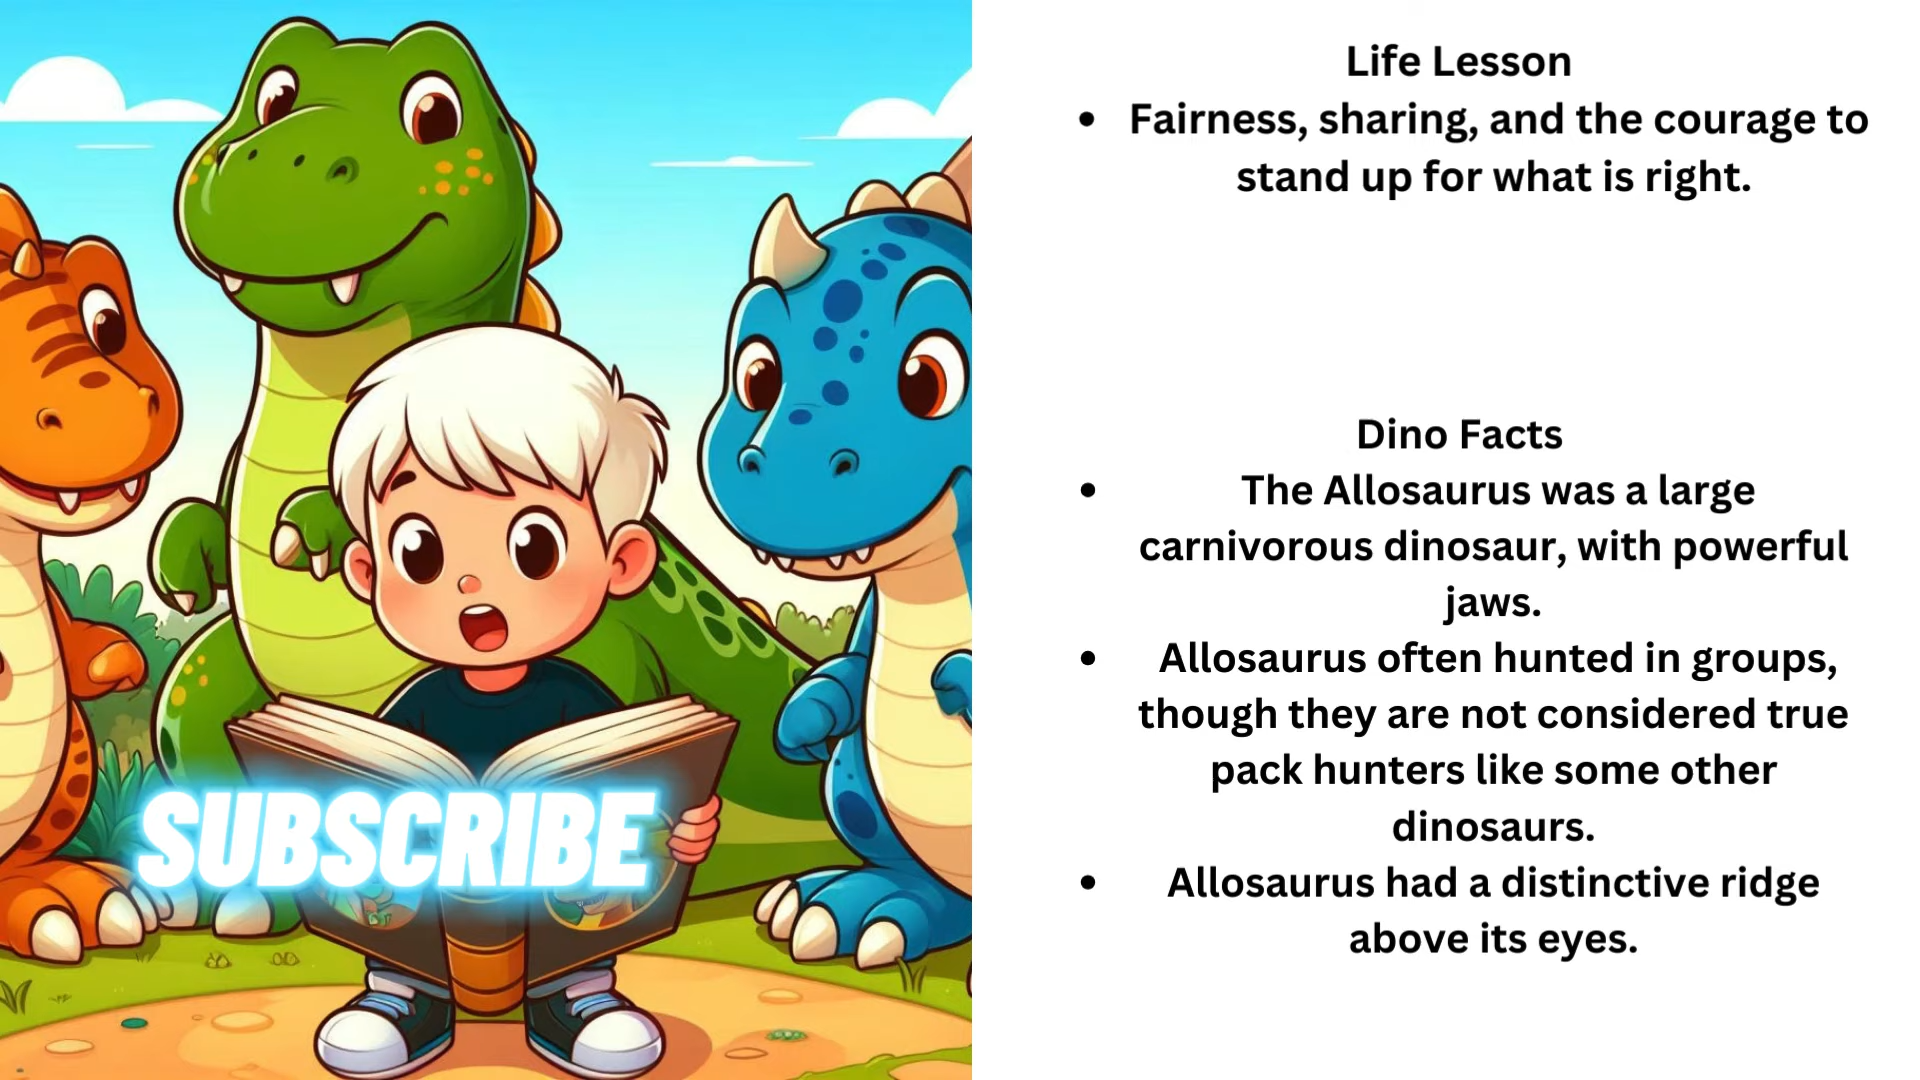 SUBSCRIBE
Life Lesson
• Fairness, sharing, and the courage to
stand up for what is right.
Dino Facts
• The Allosaurus was a large
carnivorous dinosaur, with powerful
jaws.
• Allosaurus often hunted in groups,
though they are not considered true
pack hunters like some other
dinosaurs.
• Allosaurus had a distinctive ridge
above its eyes.